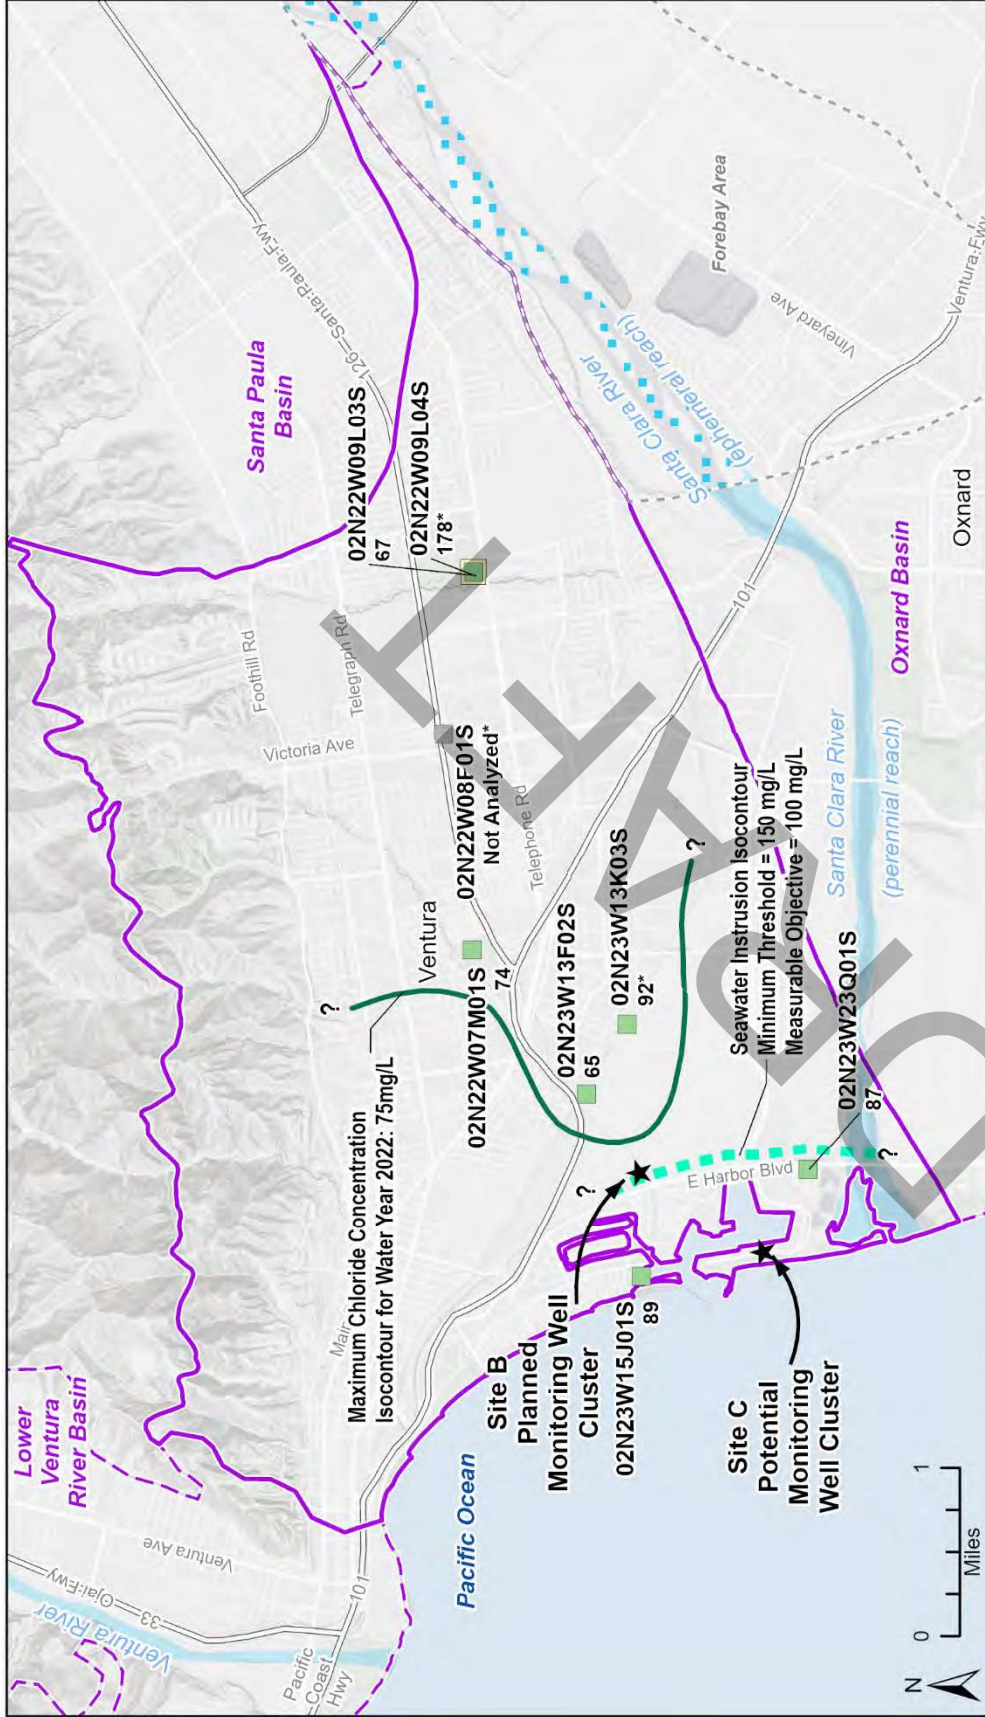 Lower
Ventura
River Basin
Santa Paula
Basin
Oxnard Basin
Pacific Ocean
Ventura River
33
Ojai-Fwy
Ventura Ave
Pacific
Coast
Hwy
101
Foothill Rd
Telegraph Rd
Victoria Ave
Telephone Rd
126
Santa-Paula-Fwy
Ventura
Maximum Chloride Concentration
Isocontour for Water Year 2022: 75mg/L
?
?
02N22W07M01S
74
02N22W08F01S
Not Analyzed*
02N22W09L03S
67
02N22W09L04S
178*
02N23W13F02S
65
02N23W13K03S
92*
Site B
Planned
Monitoring Well
Cluster
02N23W15J01S
89
Site C
Potential
Monitoring
Well Cluster
?
E Harbor Blvd
Seawater Instrusion Isocontour
Minimum Threshold = 150 mg/L
Measurable Objective = 100 mg/L
02N23W23Q01S
87
?
Santa Clara River
(perennial reach)
Santa Clara River
(ephemeral reach)
Forebay Area
Vineyard Ave
101
Ventura-Fwy
Oxnard
N
0
1
Miles
DRAFT